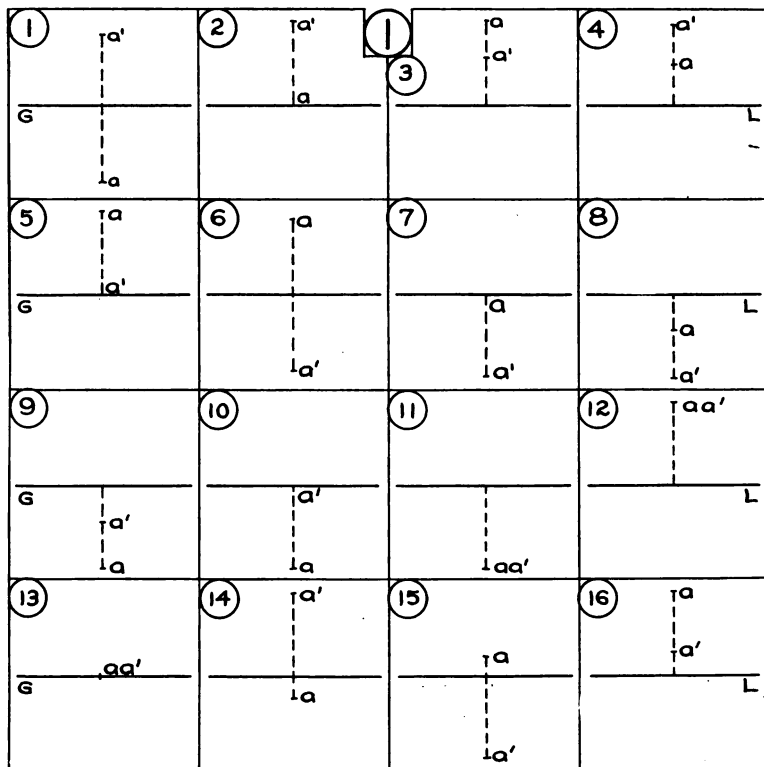 1 a' 2 a' 1 a 4 a'
3 a' a
G a L
a
5 a 6 a 7 8
G a' a L
a' a' a
a'
9 10 11 12 aa'
G a' L
a' a a aa'
a
13 14 a' 15 16 a
aa' a a'
G a L
a'